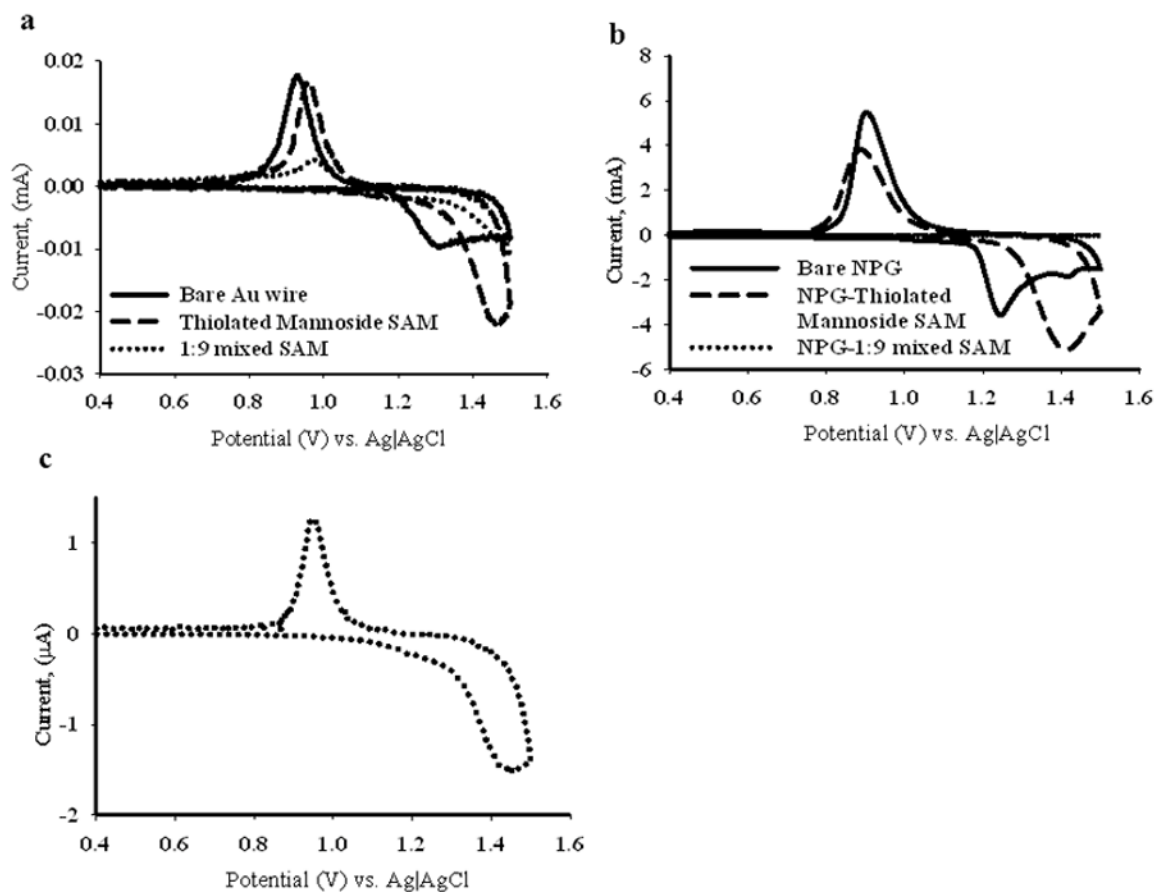 a
0.02
0.01
0.00
-0.01
-0.02
-0.03
Current, (mA)
Bare Au wire
Thiolated Mannoside SAM
1:9 mixed SAM
0.4 0.6 0.8 1.0 1.2 1.4 1.6
Potential (V) vs. Ag|AgCl
b
8
6
4
2
0
-2
-4
-6
Current, (mA)
Bare NPG
NPG-Thiolated
Mannoside SAM
NPG-1:9 mixed SAM
0.4 0.6 0.8 1.0 1.2 1.4 1.6
Potential (V) vs. Ag|AgCl
c
1
0
-1
-2
Current, (µA)
0.4 0.6 0.8 1.0 1.2 1.4 1.6
Potential (V) vs. Ag|AgCl